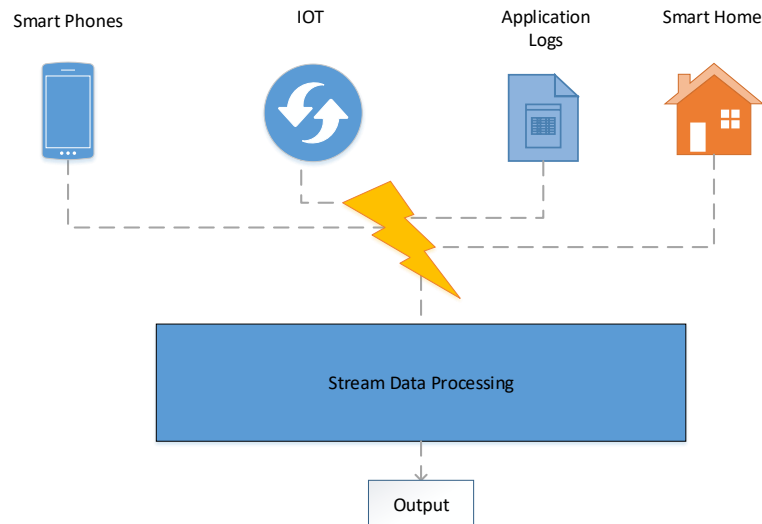 Smart Phones
IOT
Application
Logs
Smart Home
Stream Data Processing
Output